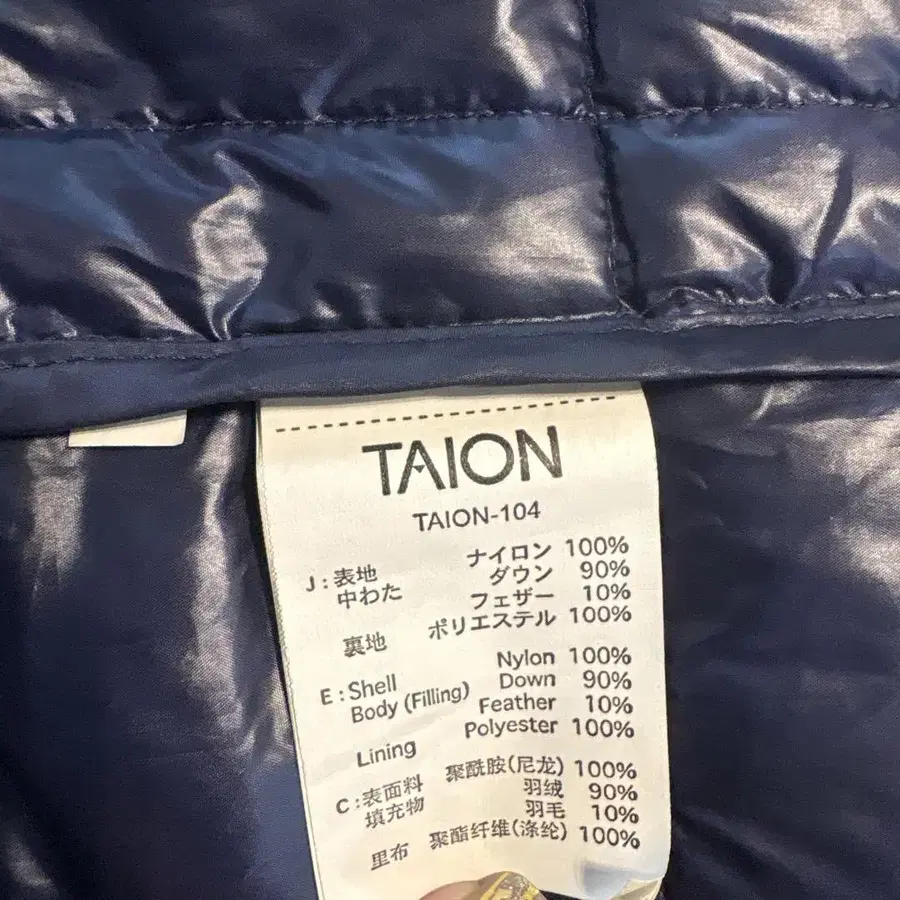 TAION
TAION-104
J : 表地 ナイロン 100%
中わた ダウン 90%
フェザー 10%
裏地 ポリエステル 100%
E : Shell Nylon 100%
Body (Filling) Down 90%
Feather 10%
Lining Polyester 100%
C : 表面料 聚酰胺(尼龙) 100%
填充物 羽绒 90%
羽毛 10%
里布 聚酯纤维(涤纶) 100%